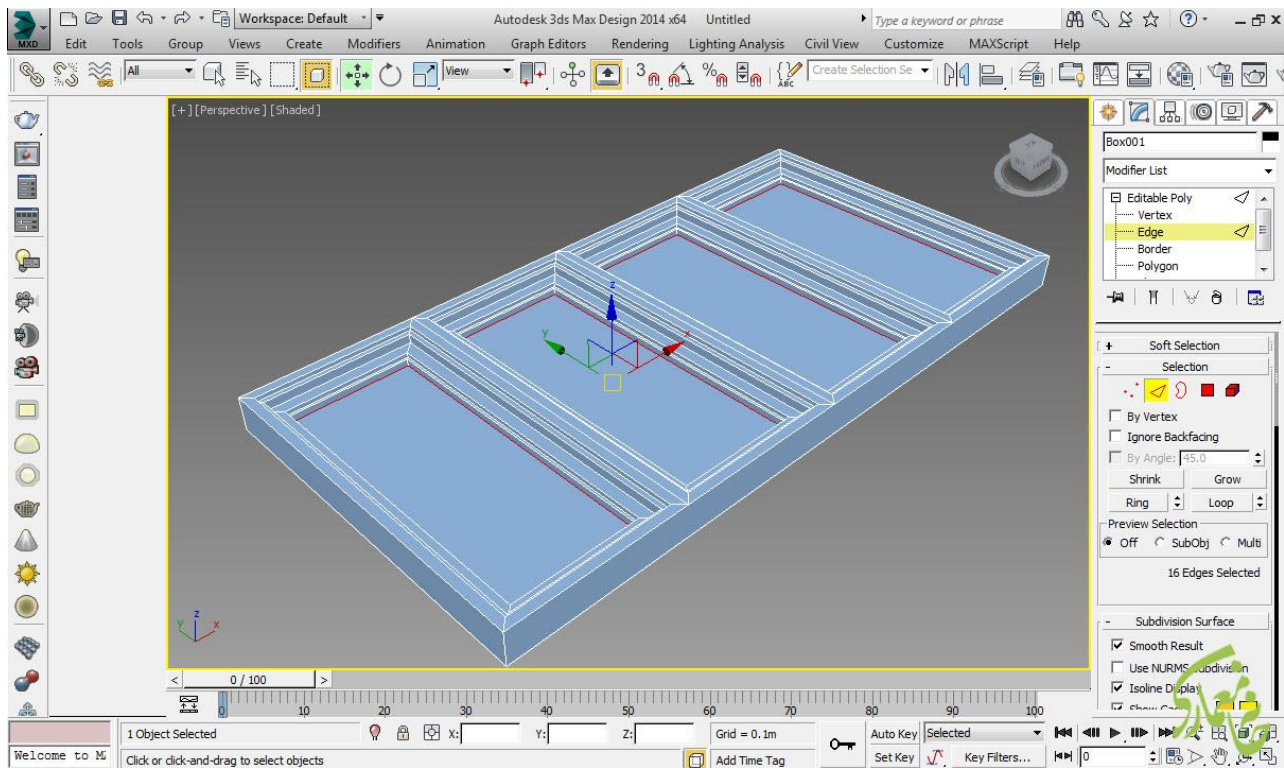 Workspace: Default
Autodesk 3ds Max Design 2014 x64 Untitled
Type a keyword or phrase
MXD
Edit Tools Group Views Create Modifiers Animation Graph Editors Rendering Lighting Analysis Civil View Customize MAXScript Help
All
View
3
ABC
Create Selection Se
[+] [Perspective ] [Shaded ]
Box001
Modifier List
Editable Poly
Vertex
Edge
Border
Polygon
+ Soft Selection
- Selection
By Vertex
Ignore Backfacing
By Angle: 45.0
Shrink Grow
Ring Loop
Preview Selection
Off SubObj Multi
16 Edges Selected
- Subdivision Surface
Smooth Result
Use NURMS Subdivision
Isoline Display
z
y
x
z
y
x
< 0 / 100 >
0 10 20 30 40 50 60 70 80 90 100
1 Object Selected
X: Y: Z:
Grid = 0.1m
Auto Key Selected
Welcome to M
Click or click-and-drag to select objects
Add Time Tag
Set Key Key Filters...
0